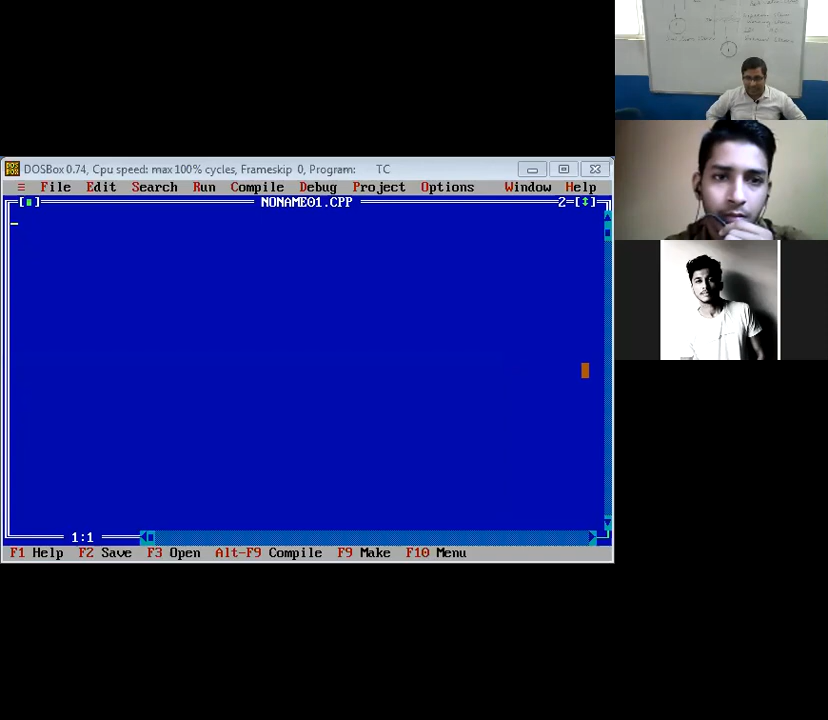 DOSBox 0.74, Cpu speed: max 100% cycles, Frameskip 0, Program: TC
≡ File Edit Search Run Compile Debug Project Options Window Help
[■] NONAME01.CPP 2=[↕]
1:1
F1 Help F2 Save F3 Open Alt-F9 Compile F9 Make F10 Menu